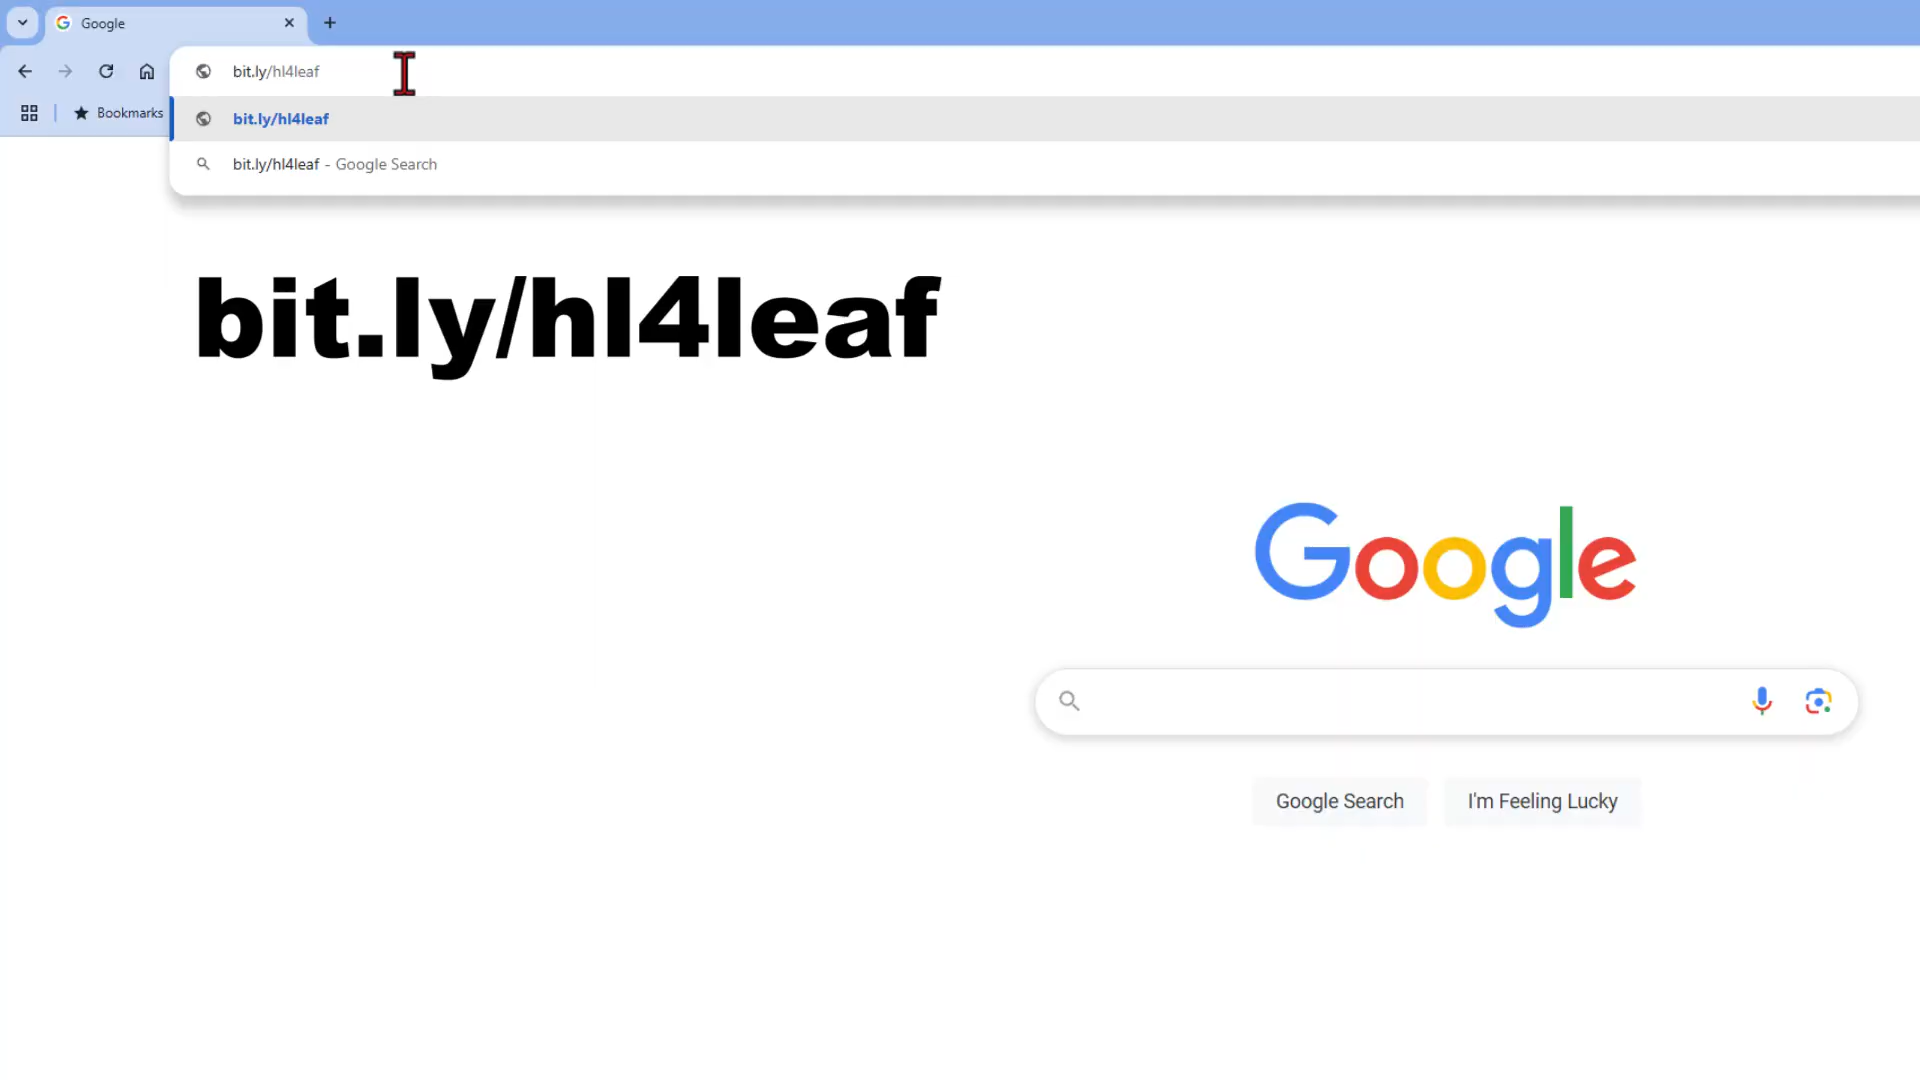 Google
bit.ly/hl4leaf
Bookmarks
bit.ly/hl4leaf
bit.ly/hl4leaf - Google Search
bit.ly/hl4leaf
Google
Google Search
I'm Feeling Lucky